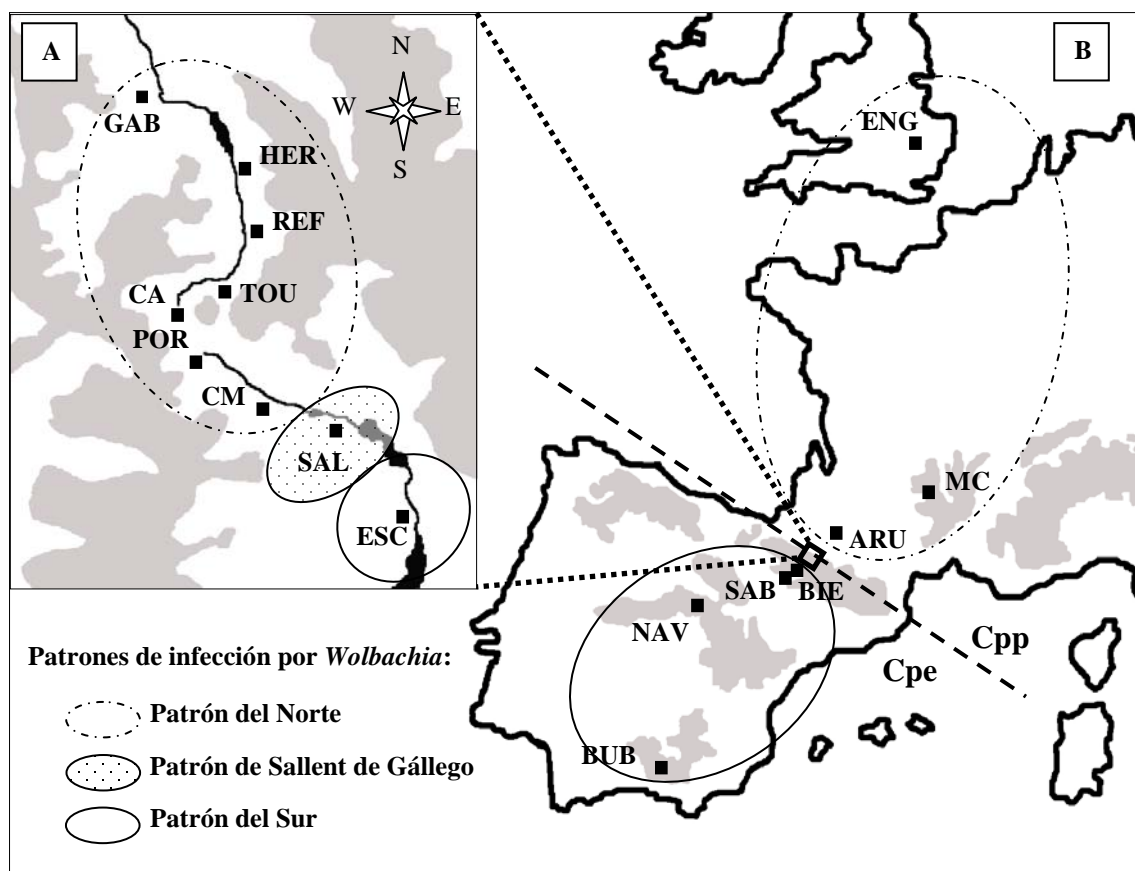 A
N
W
E
S
GAB
HER
REF
CA
TOU
POR
CM
SAL
ESC
B
ENG
MC
ARU
SAB
BIE
NAV
BUB
Cpp
Cpe
Patrones de infección por Wolbachia:
Patrón del Norte
Patrón de Sallent de Gállego
Patrón del Sur